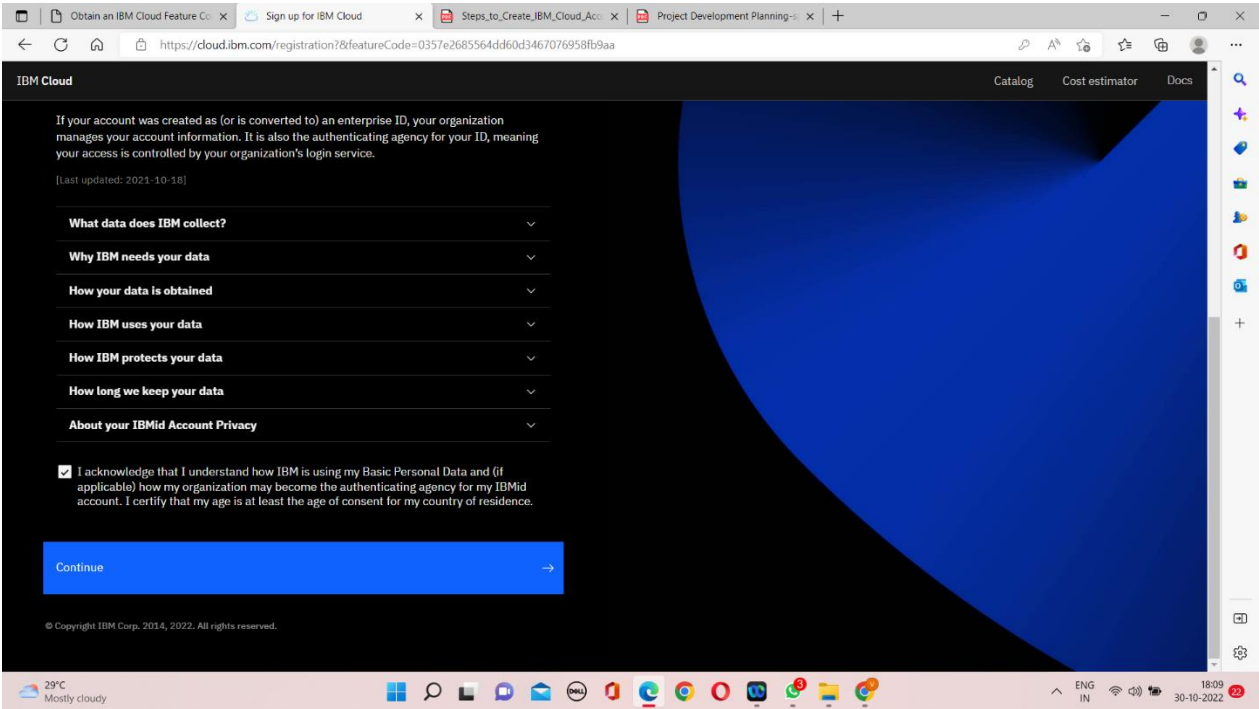 Obtain an IBM Cloud Feature Co
Sign up for IBM Cloud
Steps_to_Create_IBM_Cloud_Acc
Project Development Planning-s
https://cloud.ibm.com/registration?&featureCode=0357e2685564dd60d3467076958fb9aa
IBM Cloud
Catalog
Cost estimator
Docs
If your account was created as (or is converted to) an enterprise ID, your organization
manages your account information. It is also the authenticating agency for your ID, meaning
your access is controlled by your organization's login service.
[Last updated: 2021-10-18]
What data does IBM collect?
Why IBM needs your data
How your data is obtained
How IBM uses your data
How IBM protects your data
How long we keep your data
About your IBMid Account Privacy
I acknowledge that I understand how IBM is using my Basic Personal Data and (if
applicable) how my organization may become the authenticating agency for my IBMid
account. I certify that my age is at least the age of consent for my country of residence.
Continue
© Copyright IBM Corp. 2014, 2022. All rights reserved.
29°C
Mostly cloudy
DELL
3
V
ENG
IN
18:09
30-10-2022
22